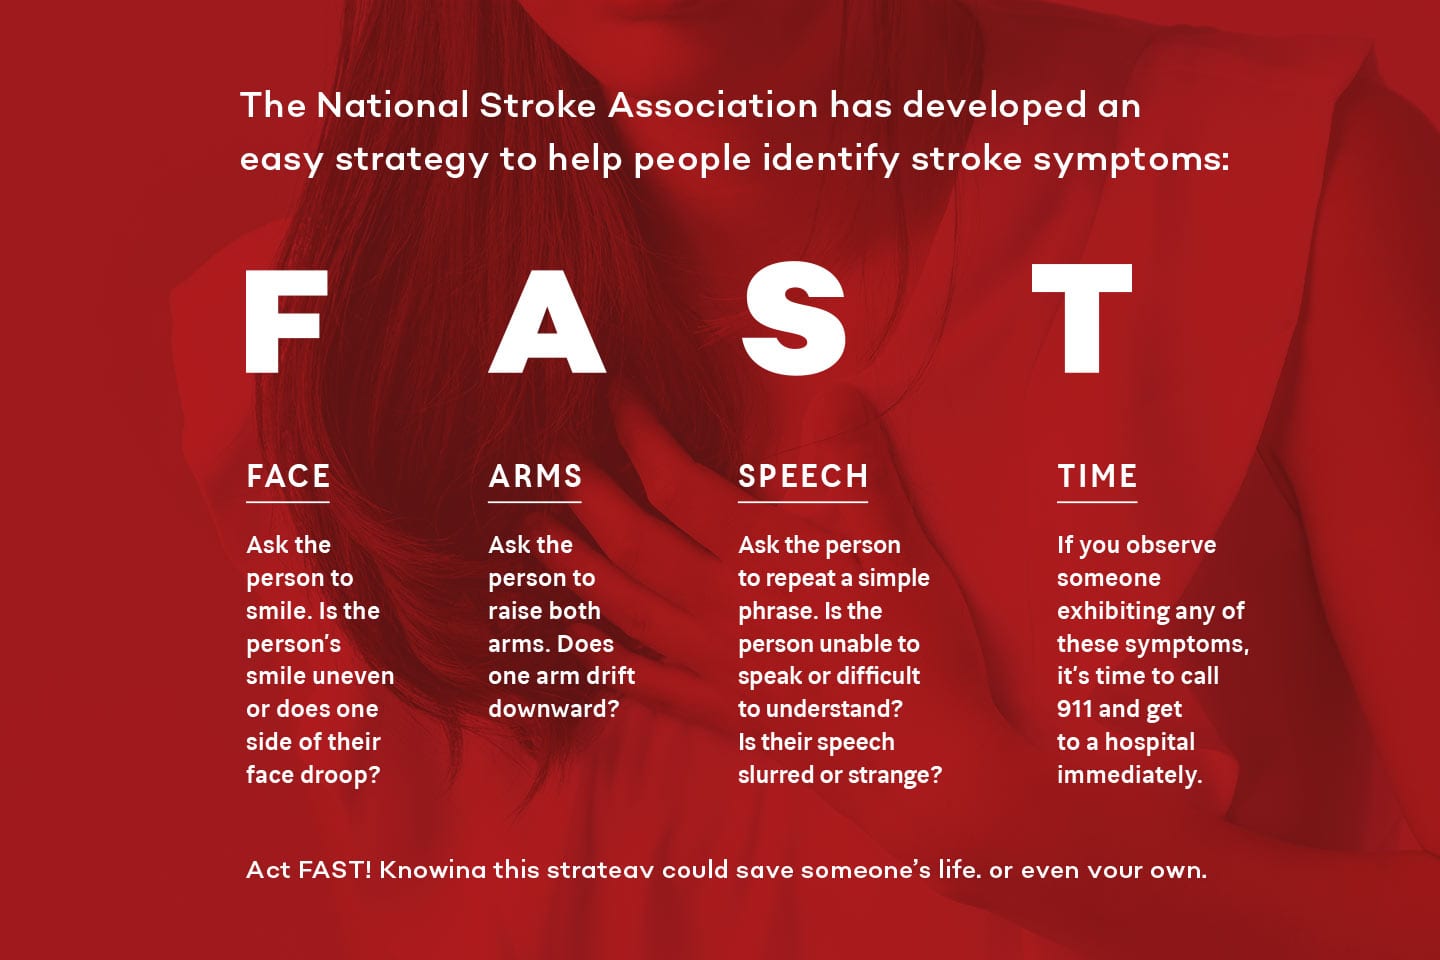 The National Stroke Association has developed an
easy strategy to help people identify stroke symptoms:
F A S T
FACE
Ask the
person to
smile. Is the
person's
smile uneven
or does one
side of their
face droop?
ARMS
Ask the
person to
raise both
arms. Does
one arm drift
downward?
SPEECH
Ask the person
to repeat a simple
phrase. Is the
person unable to
speak or difficult
to understand?
Is their speech
slurred or strange?
TIME
If you observe
someone
exhibiting any of
these symptoms,
it's time to call
911 and get
to a hospital
immediately.
Act FAST! Knowing this strategy could save someone’s life, or even your own.